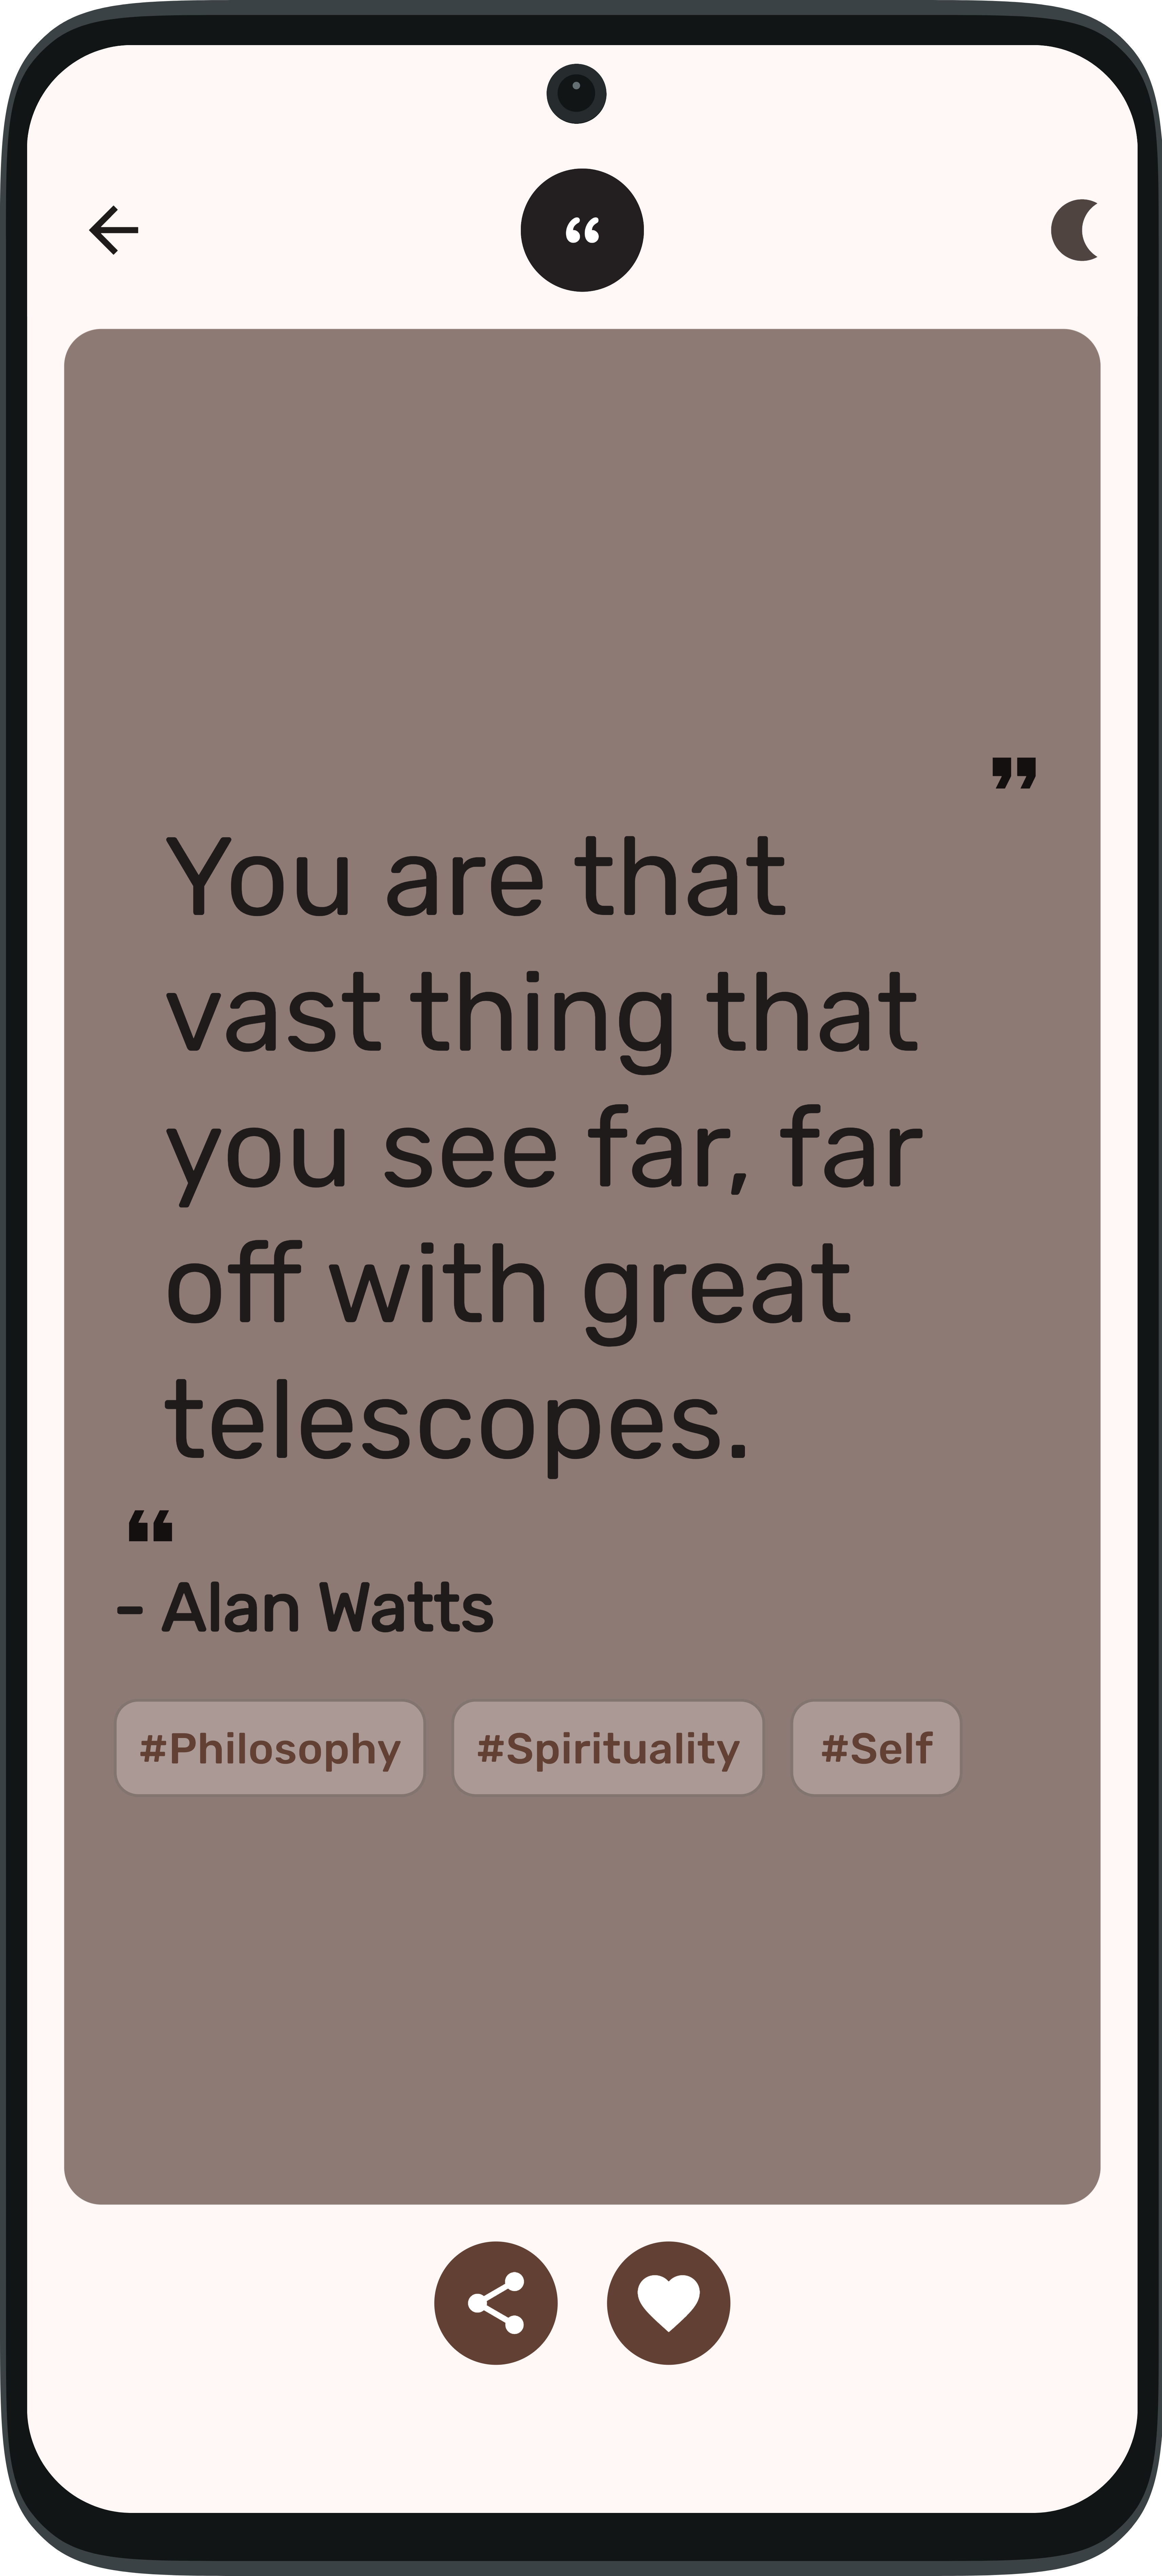 “
”
You are that
vast thing that
you see far, far
off with great
telescopes.
“
- Alan Watts
#Philosophy #Spirituality #Self